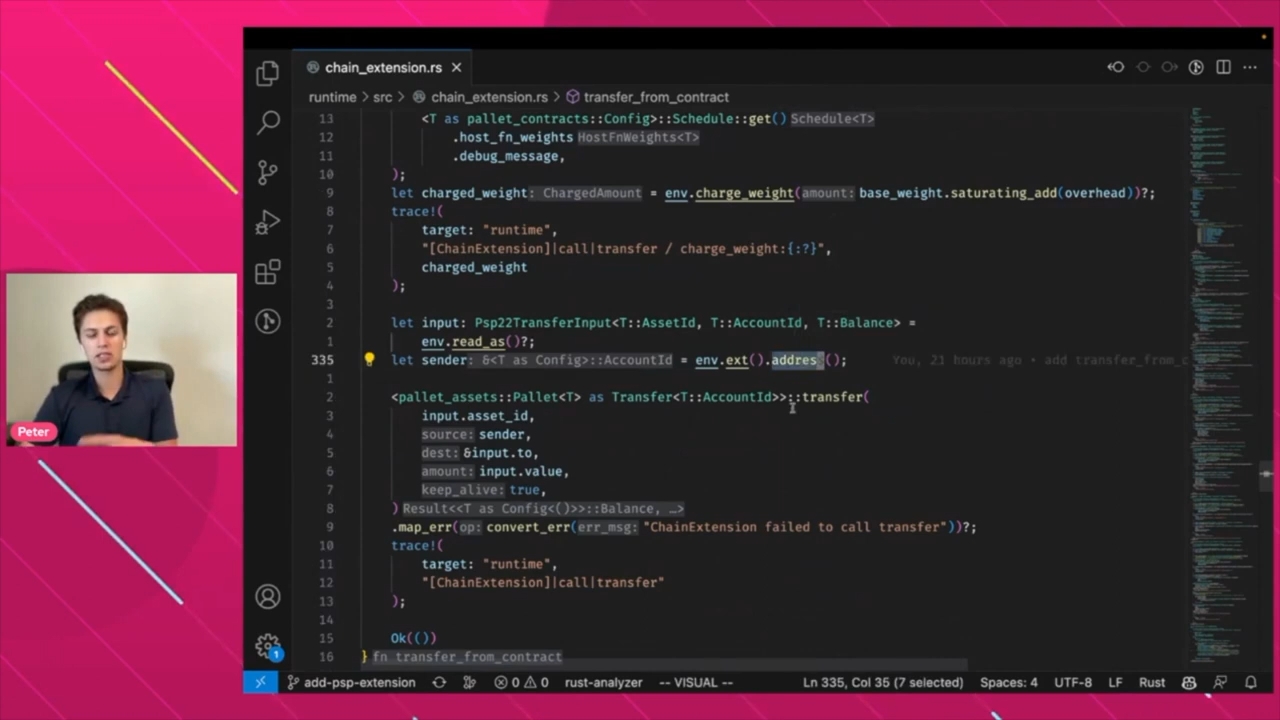 chain_extension.rs
runtime > src > chain_extension.rs > transfer_from_contract
13 <T as pallet_contracts::Config>::Schedule::get() Schedule<T>
12 .host_fn_weights HostFnWeights<T>
11 .debug_message,
10 );
9 let charged_weight: ChargedAmount = env.charge_weight(amount: base_weight.saturating_add(overhead))?;
8 trace!(
7 target: "runtime",
6 "[ChainExtension]|call|transfer / charge_weight:{:?}",
5 charged_weight
4 );
3
2 let input: Psp22TransferInput<T::AssetId, T::AccountId, T::Balance> =
1 env.read_as()?;
335 let sender: &<T as Config>::AccountId = env.ext().address(); You, 21 hours ago • add transfer_from_c
1
2 <pallet_assets::Pallet<T> as Transfer<T::AccountId>>::transfer(
3 input.asset_id,
4 source: sender,
5 dest: &input.to,
6 amount: input.value,
7 keep_alive: true,
8 ) Result<<T as Config<()>>::Balance, …>
9 .map_err(op: convert_err(err_msg: "ChainExtension failed to call transfer"))?;
10 trace!(
11 target: "runtime",
12 "[ChainExtension]|call|transfer"
13 );
14
15 Ok(())
16 } fn transfer_from_contract
Peter
1
add-psp-extension 0 0 rust-analyzer -- VISUAL -- Ln 335, Col 35 (7 selected) Spaces: 4 UTF-8 LF Rust